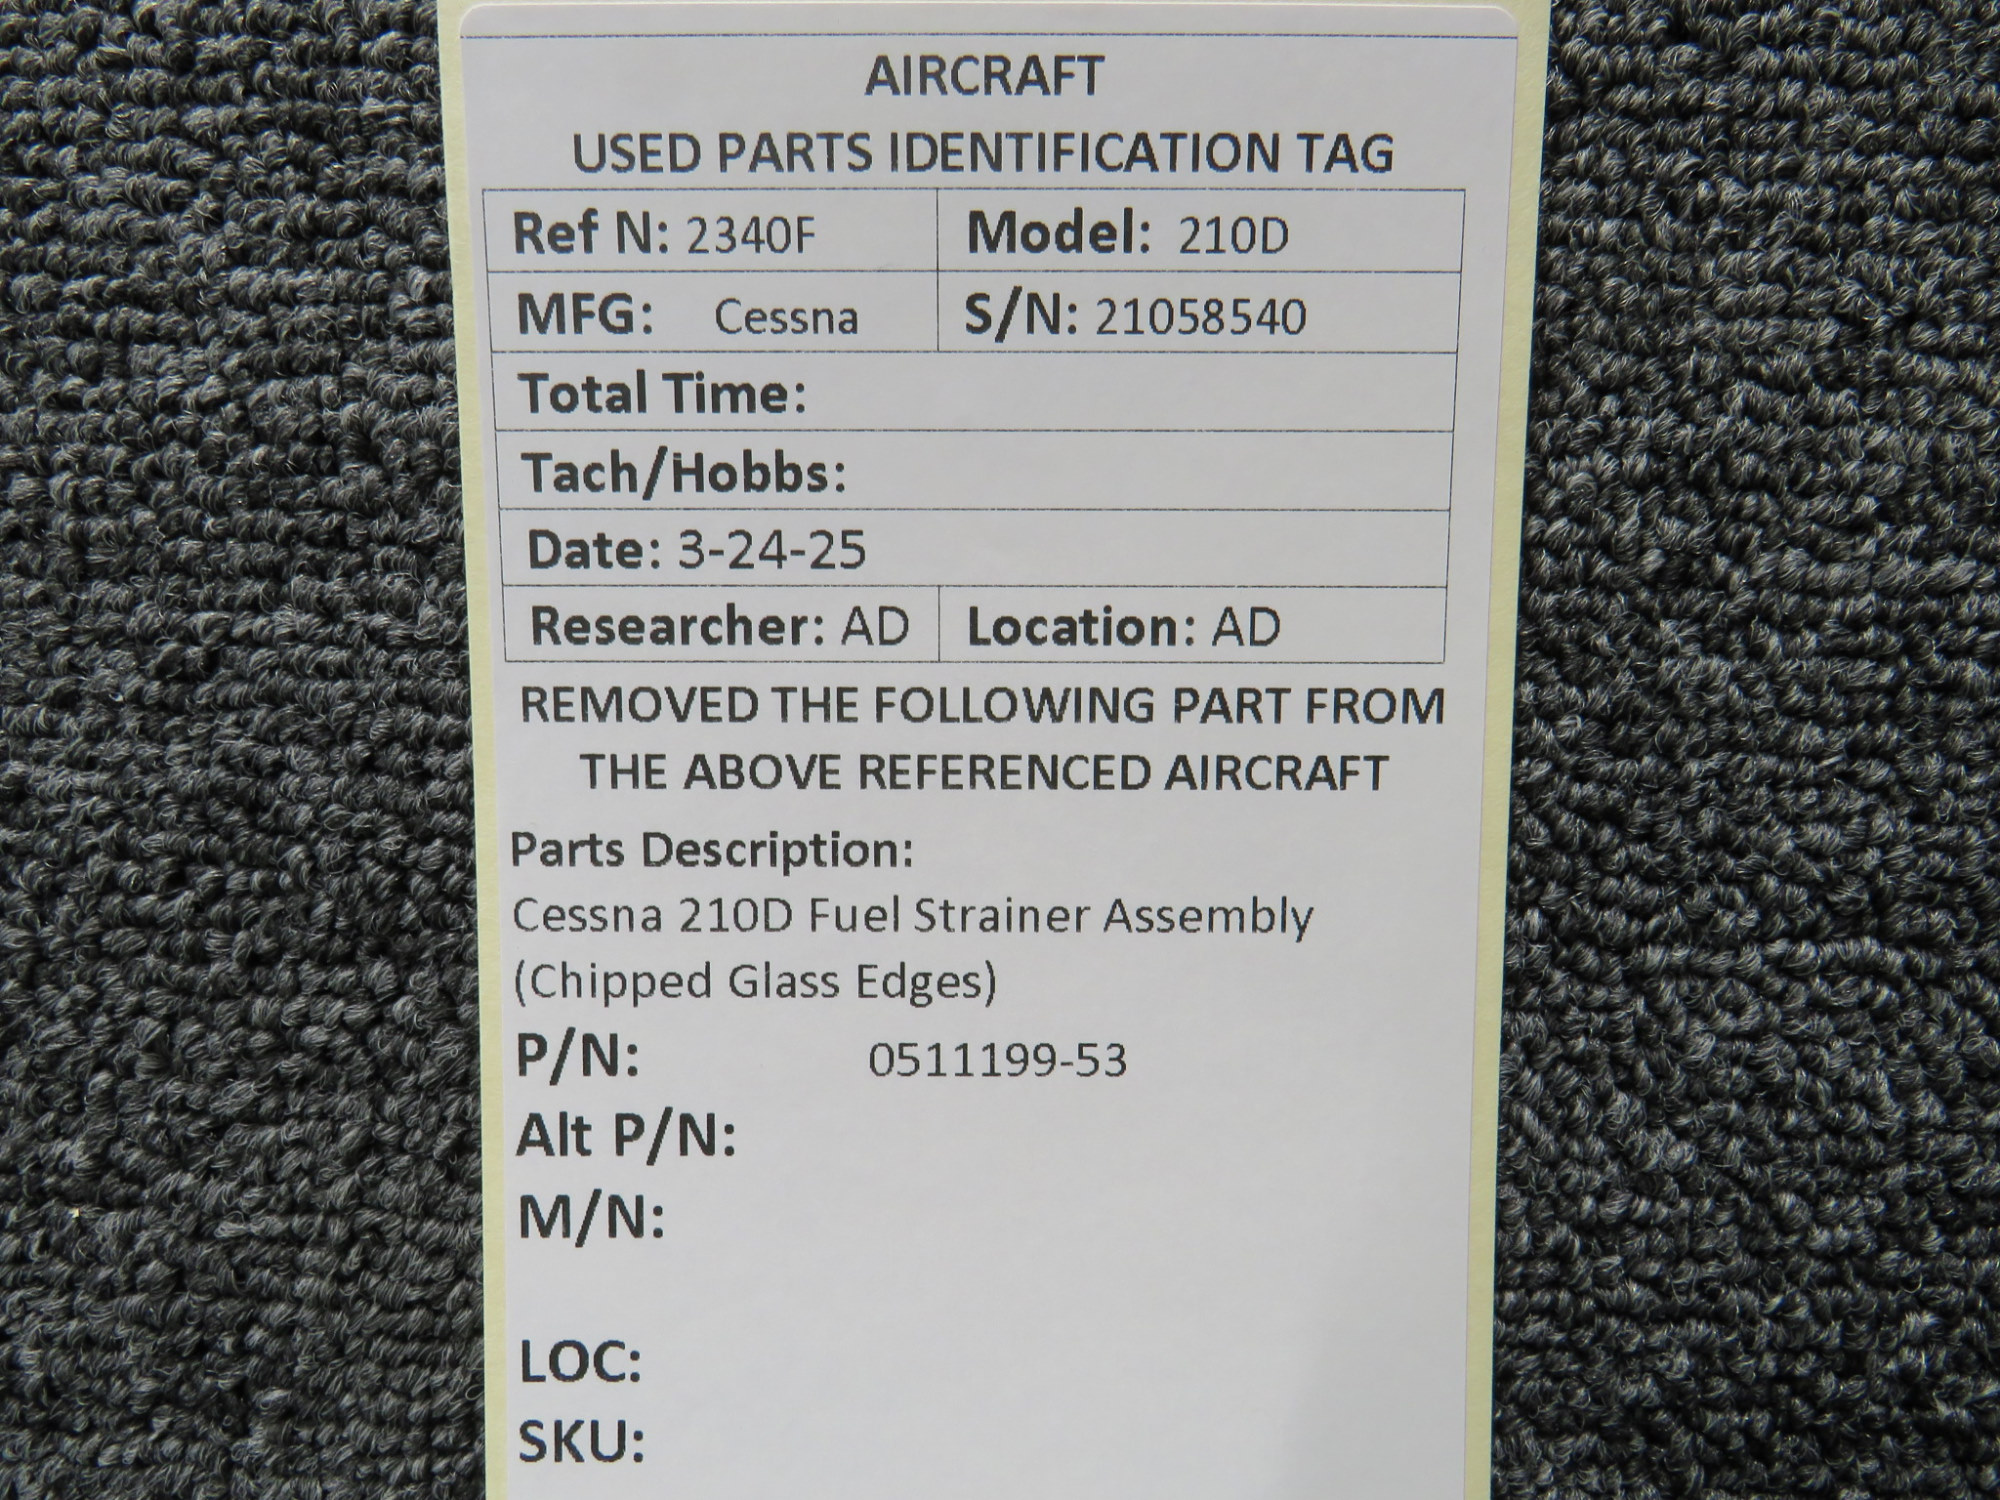 AIRCRAFT
USED PARTS IDENTIFICATION TAG
Ref N: 2340F Model: 210D
MFG: Cessna S/N: 21058540
Total Time:
Tach/Hobbs:
Date: 3-24-25
Researcher: AD Location: AD
REMOVED THE FOLLOWING PART FROM
THE ABOVE REFERENCED AIRCRAFT
Parts Description:
Cessna 210D Fuel Strainer Assembly
(Chipped Glass Edges)
P/N: 0511199-53
Alt P/N:
M/N:
LOC:
SKU: